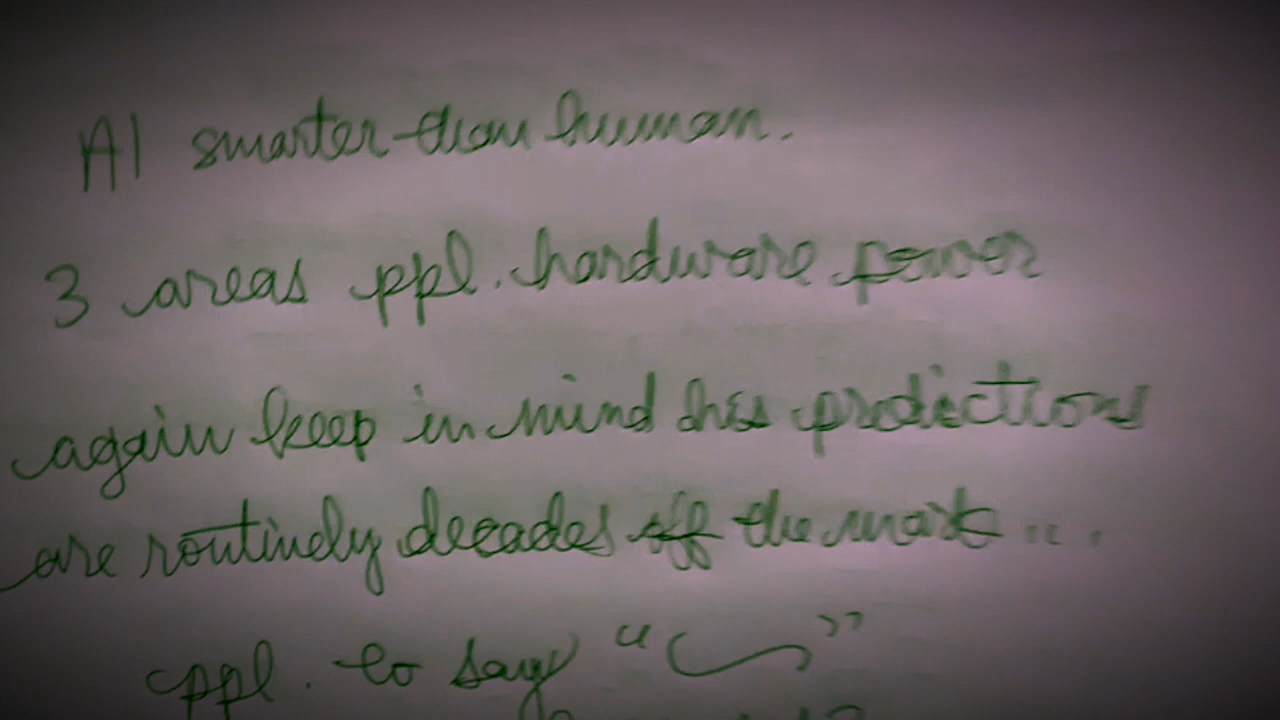 AI smarter than human.
3 areas ppl. hardware power
again keep in mind his predictions
are routinely decades off the mark ...
ppl. to say “ ”